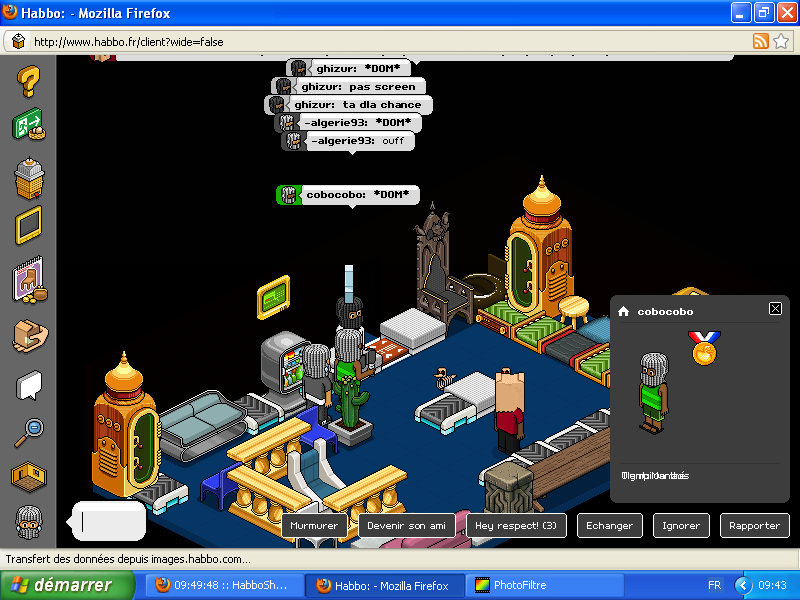 Habbo: - Mozilla Firefox
http://www.habbo.fr/client?wide=false
ghizur: *DOM*
ghizur: pas screen
ghizur: ta dla chance
-algerie93: *DOM*
-algerie93: ouff
cobocobo: *DOM*
cobocobo
Murmurer
Devenir son ami
Hey respect! (3)
Echanger
Ignorer
Rapporter
Transfert des données depuis images.habbo.com...
démarrer
09:49:48 :: HabboSh...
Habbo: - Mozilla Firefox
PhotoFiltre
FR
09:43